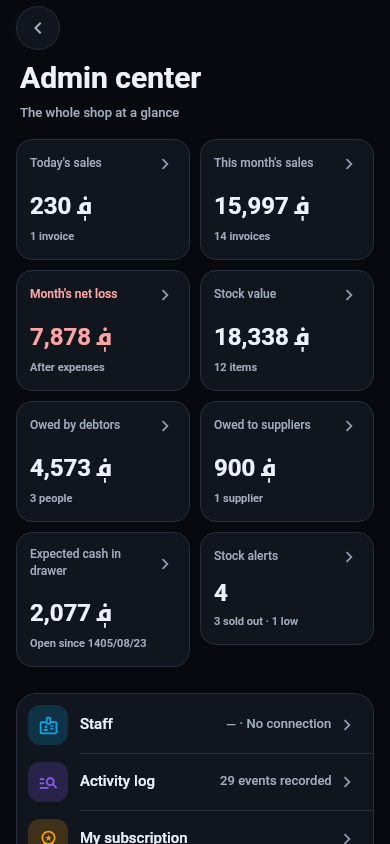 Admin center
The whole shop at a glance
Today's sales
230 ؋
1 invoice
This month's sales
15,997 ؋
14 invoices
Month's net loss
7,878 ؋
After expenses
Stock value
18,338 ؋
12 items
Owed by debtors
4,573 ؋
3 people
Owed to suppliers
900 ؋
1 supplier
Expected cash in
drawer
2,077 ؋
Open since 1405/08/23
Stock alerts
4
3 sold out · 1 low
Staff
— · No connection
Activity log
29 events recorded
My subscription